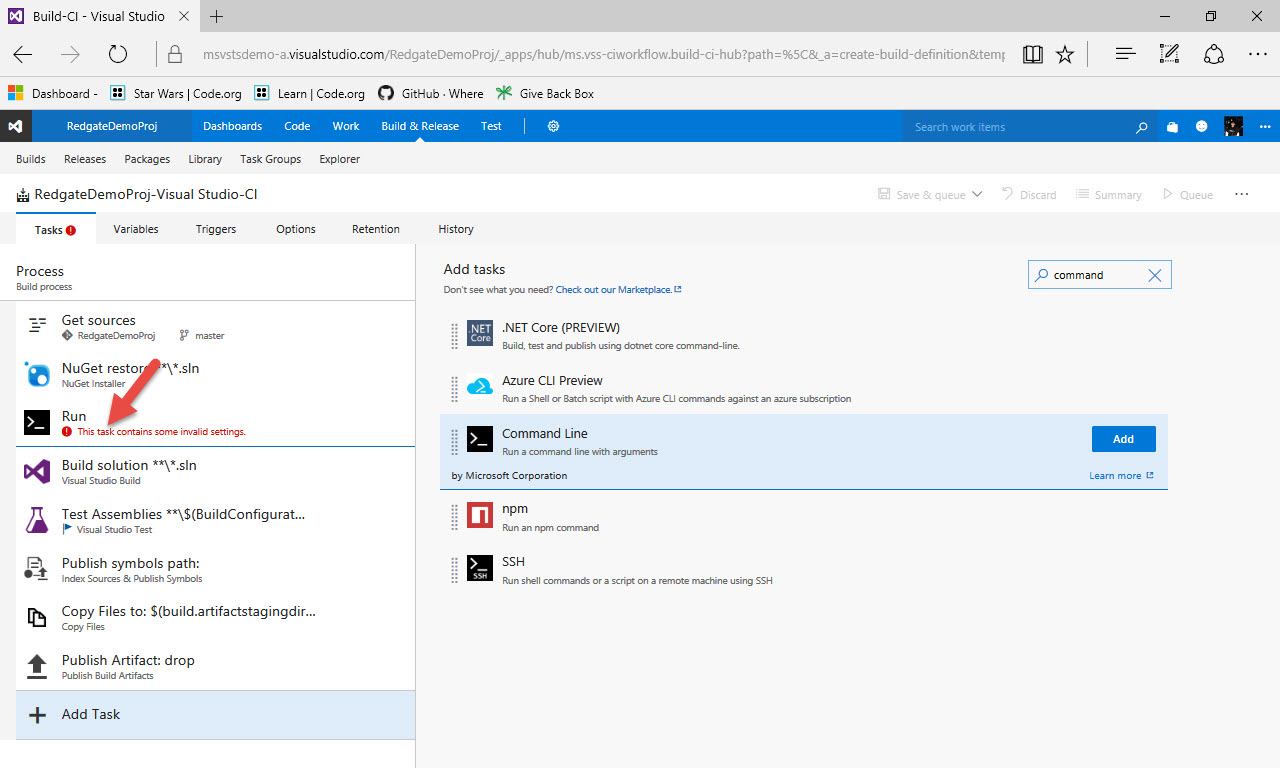 Build-CI - Visual Studio
msvstsdemo-a.visualstudio.com/RedgateDemoProj/_apps/hub/ms.vss-ciworkflow.build-ci-hub?path=%5C&_a=create-build-definition&temp
Dashboard - Star Wars | Code.org Learn | Code.org GitHub · Where Give Back Box
RedgateDemoProj Dashboards Code Work Build & Release Test Search work items
Builds Releases Packages Library Task Groups Explorer
RedgateDemoProj-Visual Studio-CI Save & queue Discard Summary Queue ...
Tasks Variables Triggers Options Retention History
Process
Build process
Get sources
RedgateDemoProj master
NuGet restore **\*.sln
NuGet Installer
Run
This task contains some invalid settings.
Build solution **\*.sln
Visual Studio Build
Test Assemblies **\$(BuildConfigurat...
Visual Studio Test
Publish symbols path:
Index Sources & Publish Symbols
Copy Files to: $(build.artifactstagingdir...
Copy Files
Publish Artifact: drop
Publish Build Artifacts
Add Task
Add tasks
command
Don't see what you need? Check out our Marketplace.
.NET Core
.NET Core (PREVIEW)
Build, test and publish using dotnet core command-line.
Azure CLI Preview
Run a Shell or Batch script with Azure CLI commands against an azure subscription
Command Line
Run a command line with arguments
Add
by Microsoft Corporation Learn more
npm
Run an npm command
SSH
SSH
Run shell commands or a script on a remote machine using SSH